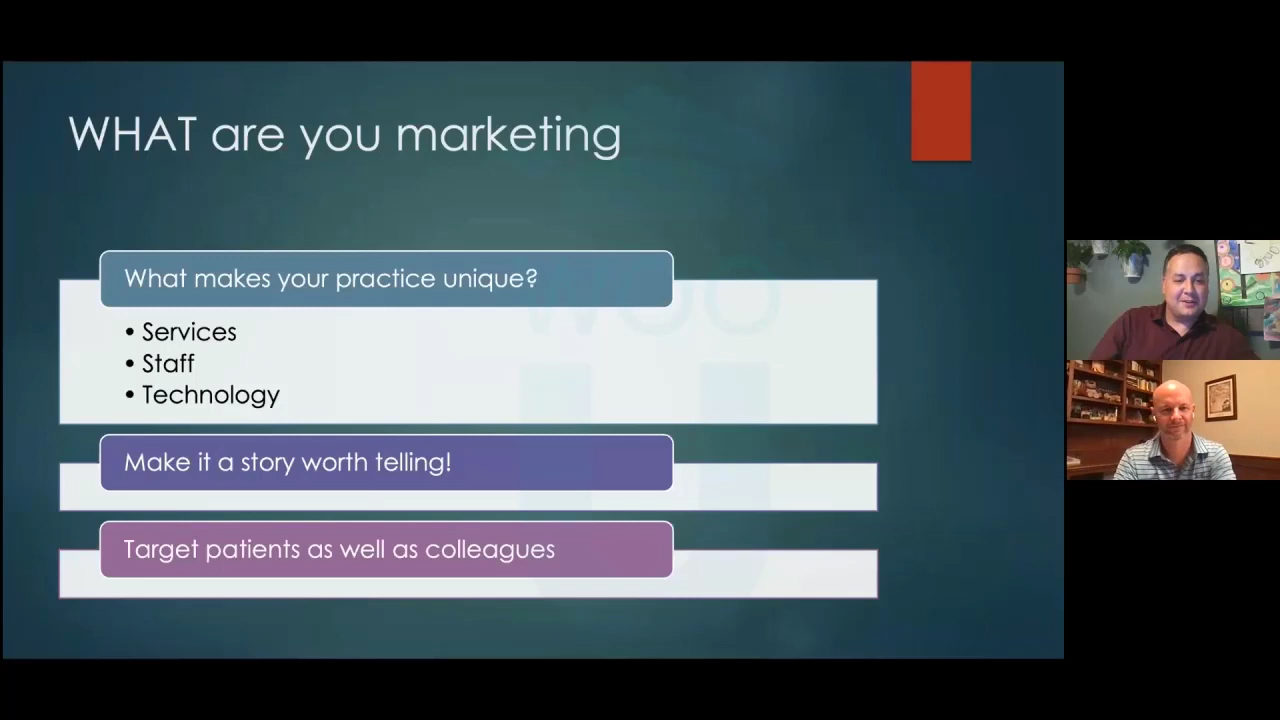 WHAT are you marketing
What makes your practice unique?
• Services
• Staff
• Technology
Make it a story worth telling!
Target patients as well as colleagues